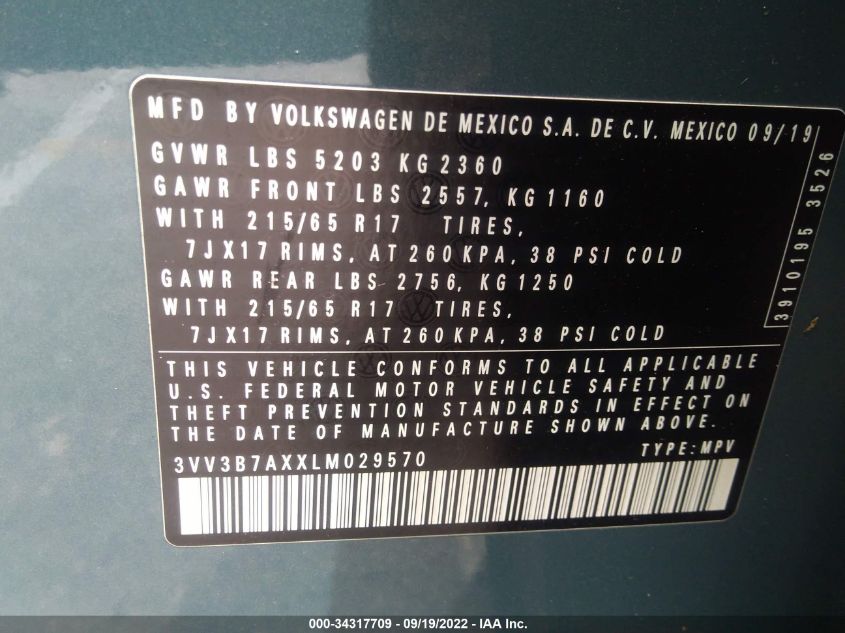 MFD BY VOLKSWAGEN DE MEXICO S.A. DE C.V. MEXICO 09/19
GVWR LBS 5203 KG 2360
GAWR FRONT LBS 2557, KG 1160
WITH 215/65 R17 TIRES,
7JX17 RIMS, AT 260 KPA, 38 PSI COLD
GAWR REAR LBS 2756, KG 1250
WITH 215/65 R17 TIRES,
7JX17 RIMS, AT 260 KPA, 38 PSI COLD
3910195 3526
THIS VEHICLE CONFORMS TO ALL APPLICABLE
U.S. FEDERAL MOTOR VEHICLE SAFETY AND
THEFT PREVENTION STANDARDS IN EFFECT ON
THE DATE OF MANUFACTURE SHOWN ABOVE.
3VV3B7AXXLM029570 TYPE: MPV
000-34317709 - 09/19/2022 - IAA Inc.